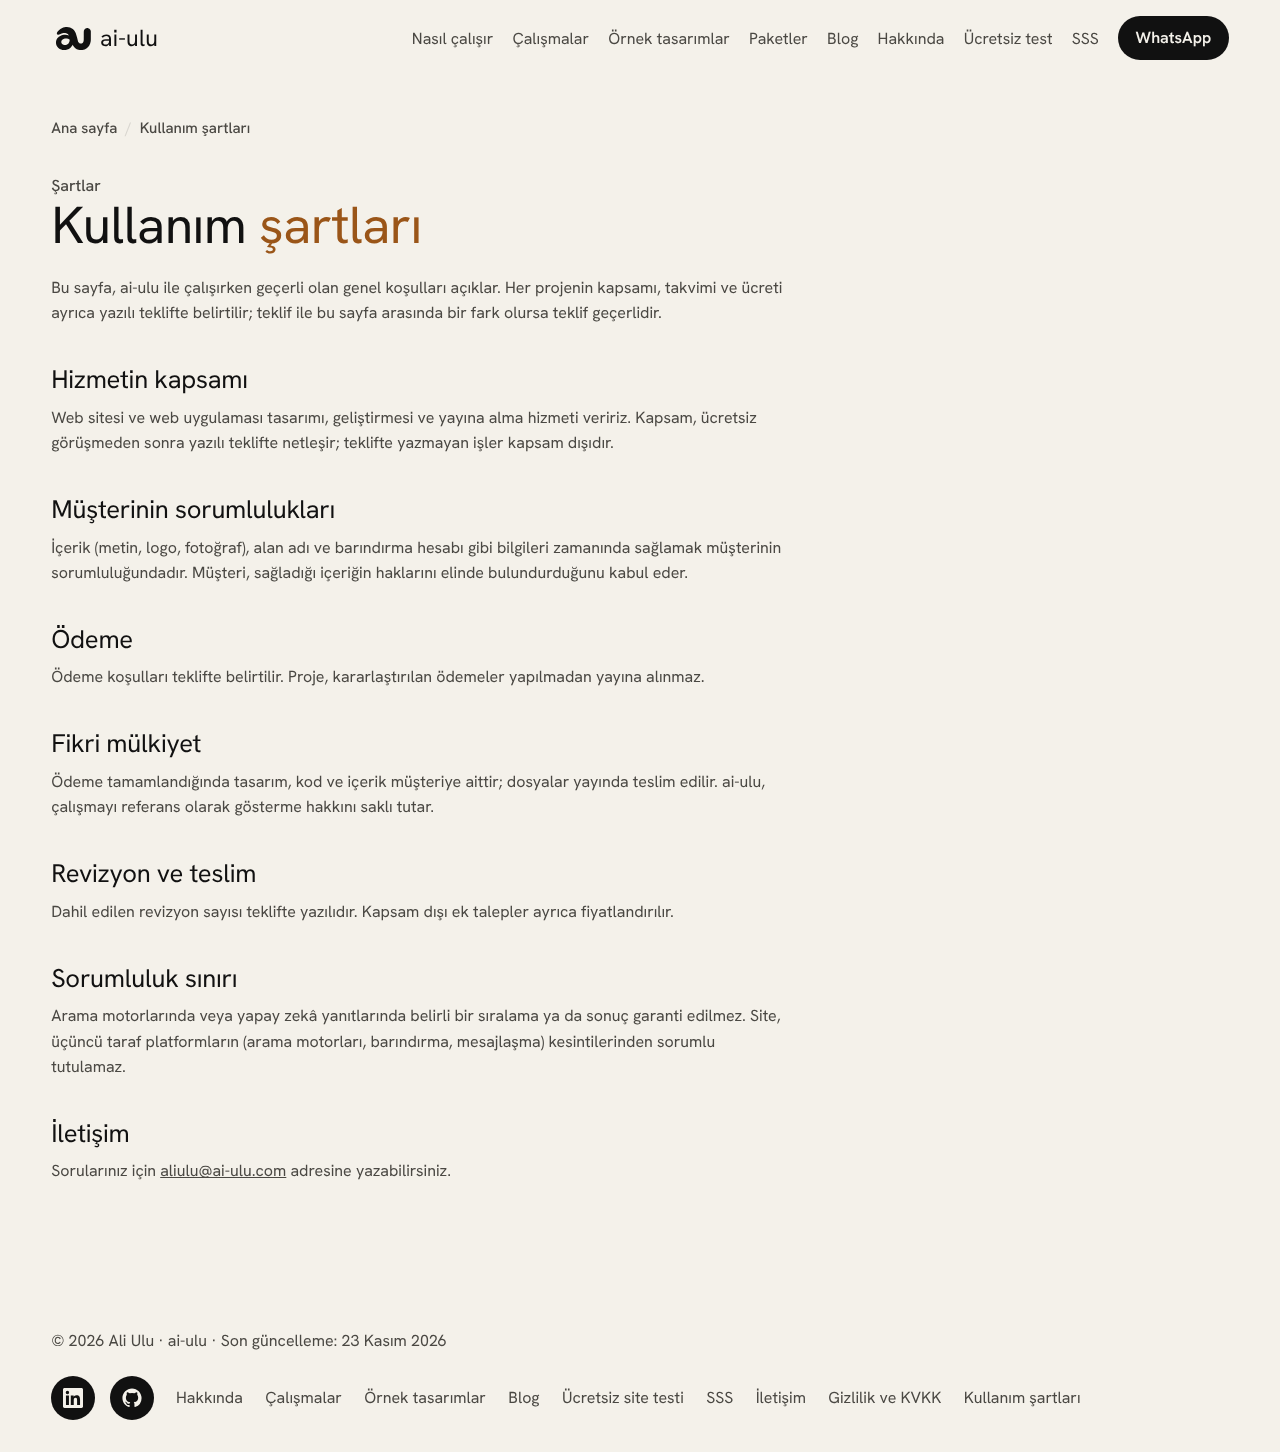 ai-ulu
Nasıl çalışır Çalışmalar Örnek tasarımlar Paketler Blog Hakkında Ücretsiz test SSS WhatsApp
Ana sayfa / Kullanım şartları
Şartlar
Kullanım şartları
Bu sayfa, ai-ulu ile çalışırken geçerli olan genel koşulları açıklar. Her projenin kapsamı, takvimi ve ücreti
ayrıca yazılı teklifte belirtilir; teklif ile bu sayfa arasında bir fark olursa teklif geçerlidir.
Hizmetin kapsamı
Web sitesi ve web uygulaması tasarımı, geliştirmesi ve yayına alma hizmeti veririz. Kapsam, ücretsiz
görüşmeden sonra yazılı teklifte netleşir; teklifte yazmayan işler kapsam dışıdır.
Müşterinin sorumlulukları
İçerik (metin, logo, fotoğraf), alan adı ve barındırma hesabı gibi bilgileri zamanında sağlamak müşterinin
sorumluluğundadır. Müşteri, sağladığı içeriğin haklarını elinde bulundurduğunu kabul eder.
Ödeme
Ödeme koşulları teklifte belirtilir. Proje, kararlaştırılan ödemeler yapılmadan yayına alınmaz.
Fikri mülkiyet
Ödeme tamamlandığında tasarım, kod ve içerik müşteriye aittir; dosyalar yayında teslim edilir. ai-ulu,
çalışmayı referans olarak gösterme hakkını saklı tutar.
Revizyon ve teslim
Dahil edilen revizyon sayısı teklifte yazılıdır. Kapsam dışı ek talepler ayrıca fiyatlandırılır.
Sorumluluk sınırı
Arama motorlarında veya yapay zekâ yanıtlarında belirli bir sıralama ya da sonuç garanti edilmez. Site,
üçüncü taraf platformların (arama motorları, barındırma, mesajlaşma) kesintilerinden sorumlu
tutulamaz.
İletişim
Sorularınız için aliulu@ai-ulu.com adresine yazabilirsiniz.
© 2026 Ali Ulu · ai-ulu · Son güncelleme: 23 Kasım 2026
Hakkında Çalışmalar Örnek tasarımlar Blog Ücretsiz site testi SSS İletişim Gizlilik ve KVKK Kullanım şartları